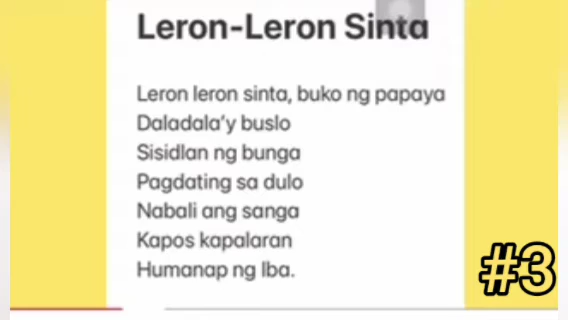 Leron-Leron Sinta
Leron leron sinta, buko ng papaya
Daladala'y buslo
Sisidlan ng bunga
Pagdating sa dulo
Nabali ang sanga
Kapos kapalaran
Humanap ng Iba.
#3